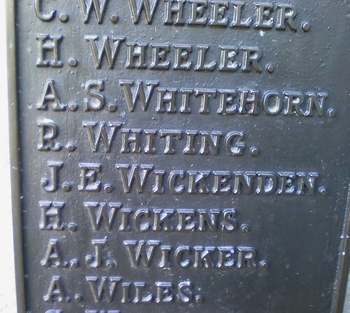 C. W. WHEELER.
H. WHEELER.
A. S. WHITEHORN.
R. WHITING.
J. E. WICKENDEN.
H. WICKENS.
A. J. WICKER.
A. WILES.